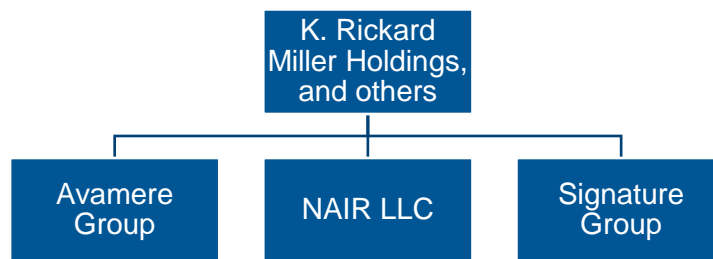 K. Rickard
Miller Holdings,
and others
Avamere
Group
NAIR LLC
Signature
Group